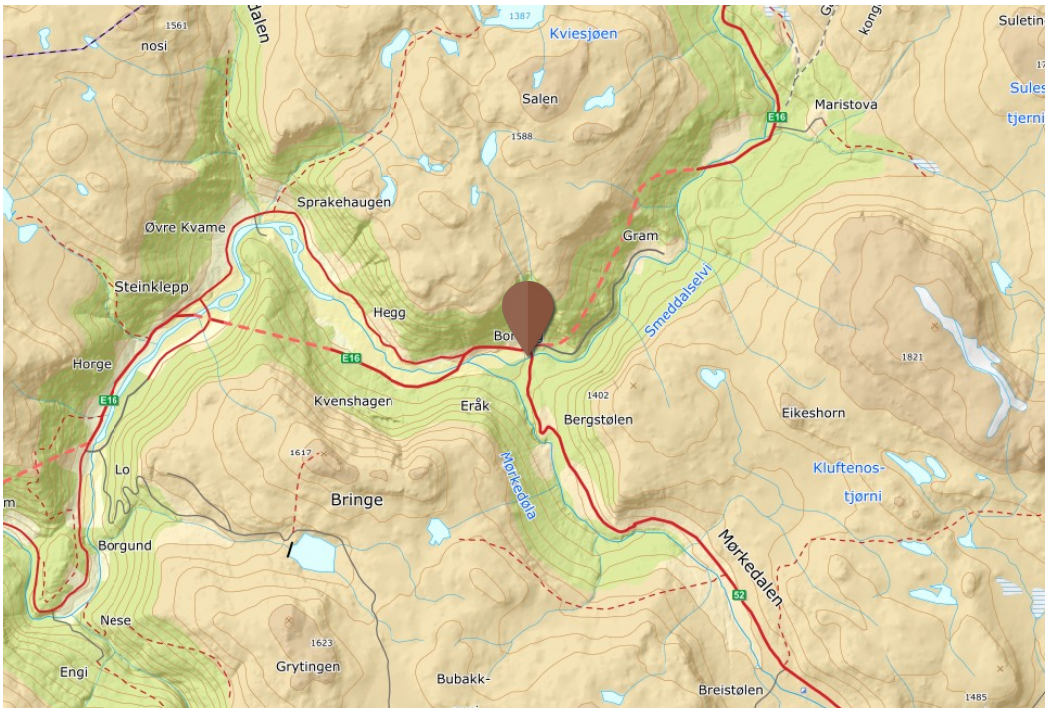 1561
1387
nosi
dalen
Kviesjøen
kong
Suletin
Salen
Maristova
Sules
tjerni
E16
1588
Sprakehaugen
Øvre Kvame
Gram
Steinklepp
Smeddalselvi
Hegg
Horge
E16
1821
E16
Kvenshagen
Eråk
1402
Bergstølen
Eikeshorn
1617
Lo
Mørkedøla
Kluftenos-
tjørni
Bringe
m
Borgund
Mørkedalen
52
Nese
1623
Grytingen
Engi
Bubakk-
Breistølen
1485